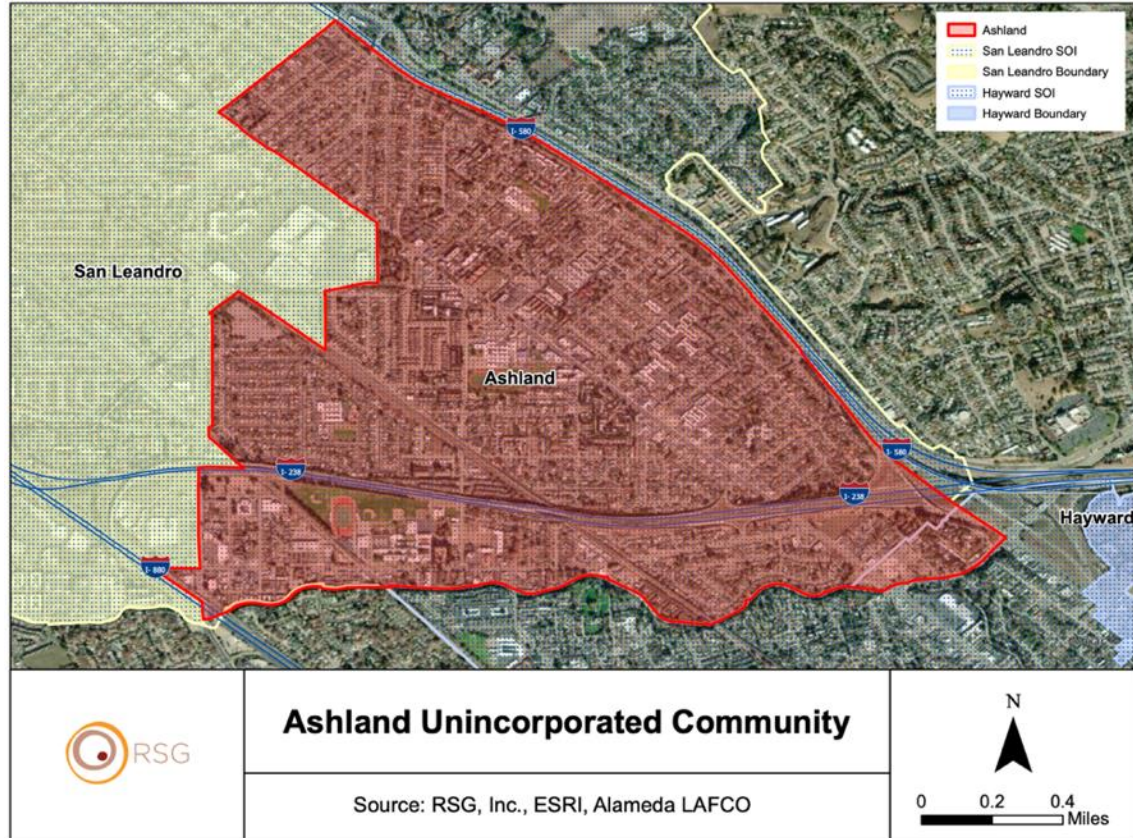 Ashland
San Leandro SOI
San Leandro Boundary
Hayward SOI
Hayward Boundary
I- 580
San Leandro
Ashland
I- 580
I- 238
I- 238
Hayward
I- 880
RSG
Ashland Unincorporated Community
Source: RSG, Inc., ESRI, Alameda LAFCO
N
0 0.2 0.4
Miles